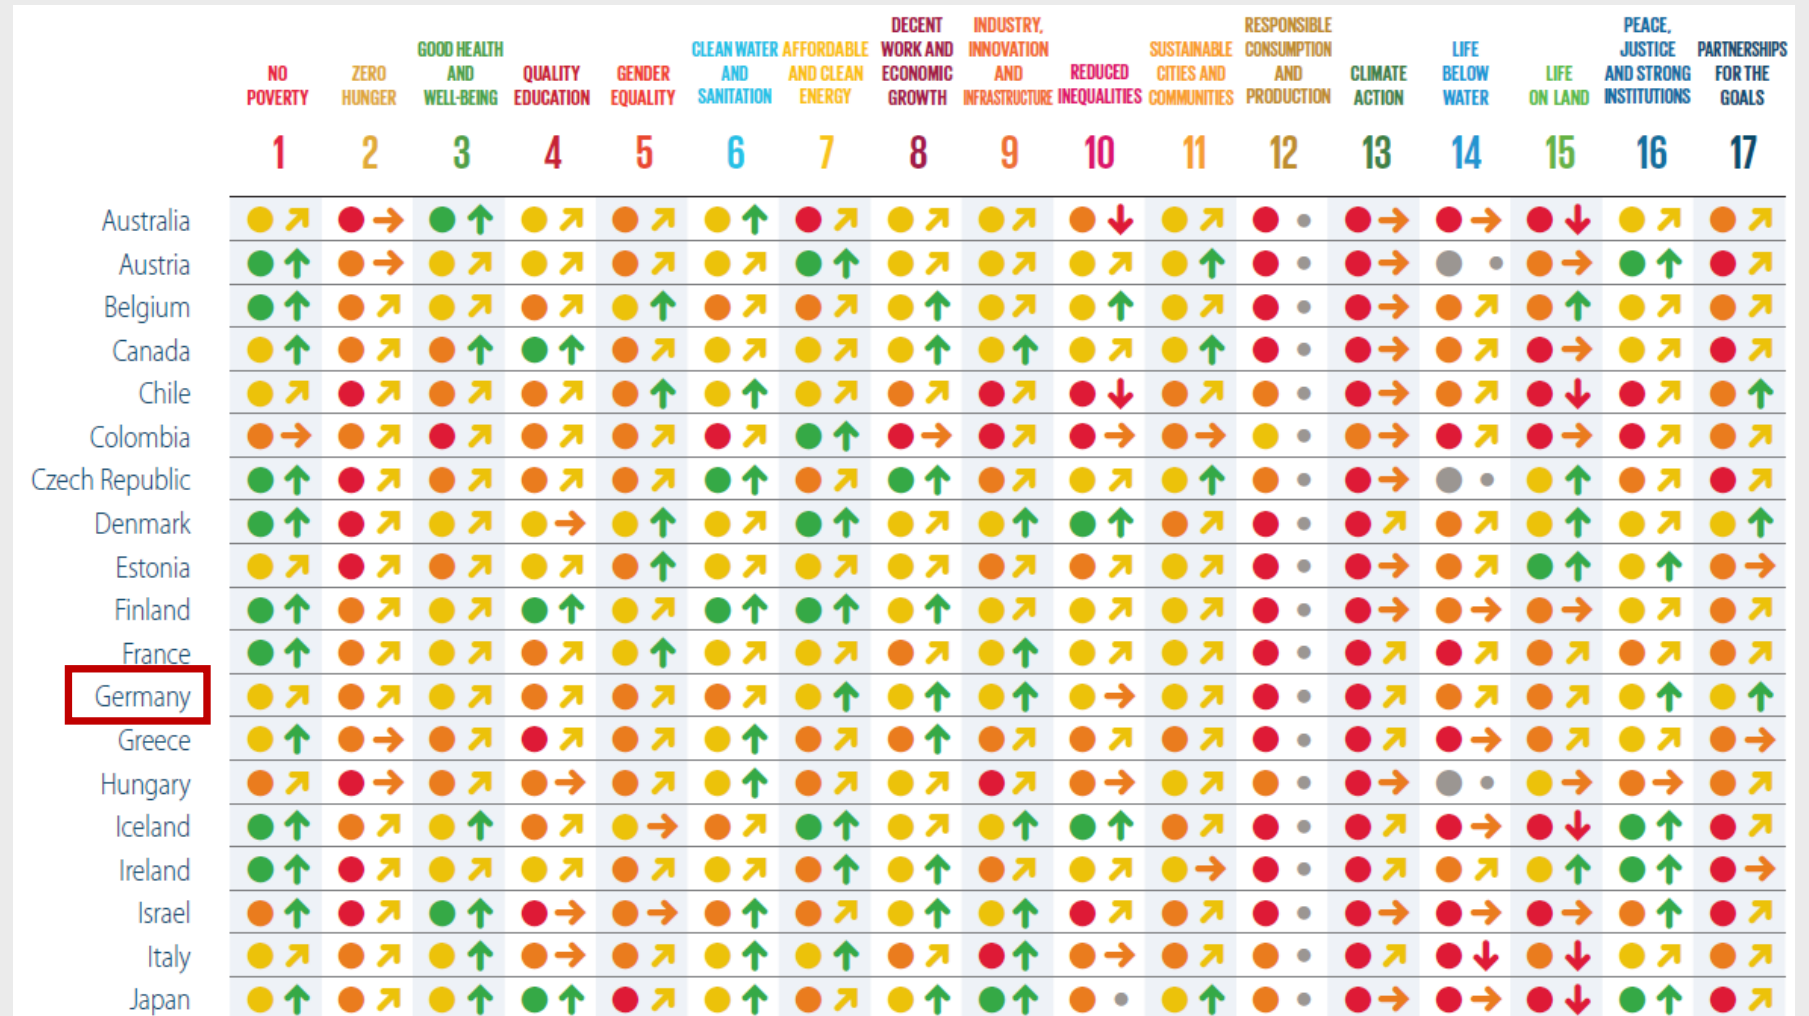 DECENT INDUSTRY, RESPONSIBLE PEACE,
GOOD HEALTH CLEAN WATER AFFORDABLE WORK AND INNOVATION SUSTAINABLE CONSUMPTION LIFE JUSTICE PARTNERSHIPS
NO ZERO AND QUALITY GENDER AND AND CLEAN ECONOMIC AND REDUCED CITIES AND AND CLIMATE BELOW LIFE AND STRONG FOR THE
POVERTY HUNGER WELL-BEING EDUCATION EQUALITY SANITATION ENERGY GROWTH INFRASTRUCTURE INEQUALITIES COMMUNITIES PRODUCTION ACTION WATER ON LAND INSTITUTIONS GOALS
1 2 3 4 5 6 7 8 9 10 11 12 13 14 15 16 17
Australia
Austria
Belgium
Canada
Chile
Colombia
Czech Republic
Denmark
Estonia
Finland
France
Germany
Greece
Hungary
Iceland
Ireland
Israel
Italy
Japan